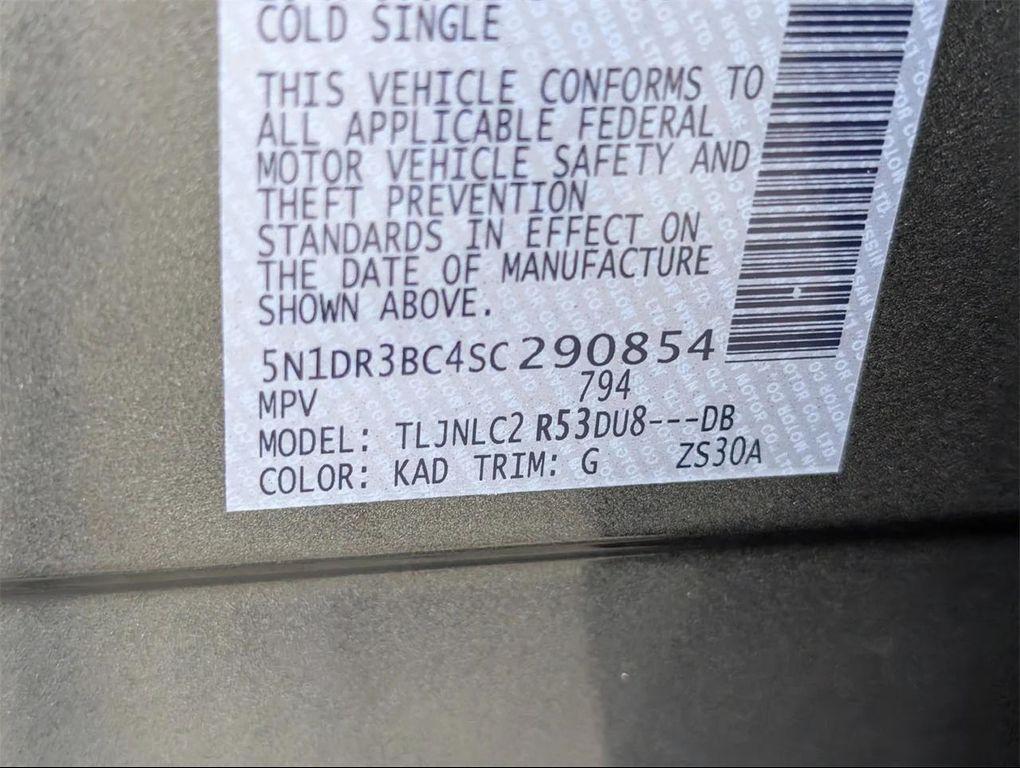 COLD SINGLE
THIS VEHICLE CONFORMS TO
ALL APPLICABLE FEDERAL
MOTOR VEHICLE SAFETY AND
THEFT PREVENTION
STANDARDS IN EFFECT ON
THE DATE OF MANUFACTURE
SHOWN ABOVE.
5N1DR3BC4SC290854
MPV 794
MODEL: TLJNLC2 R53DU8---DB
COLOR: KAD TRIM: G ZS30A